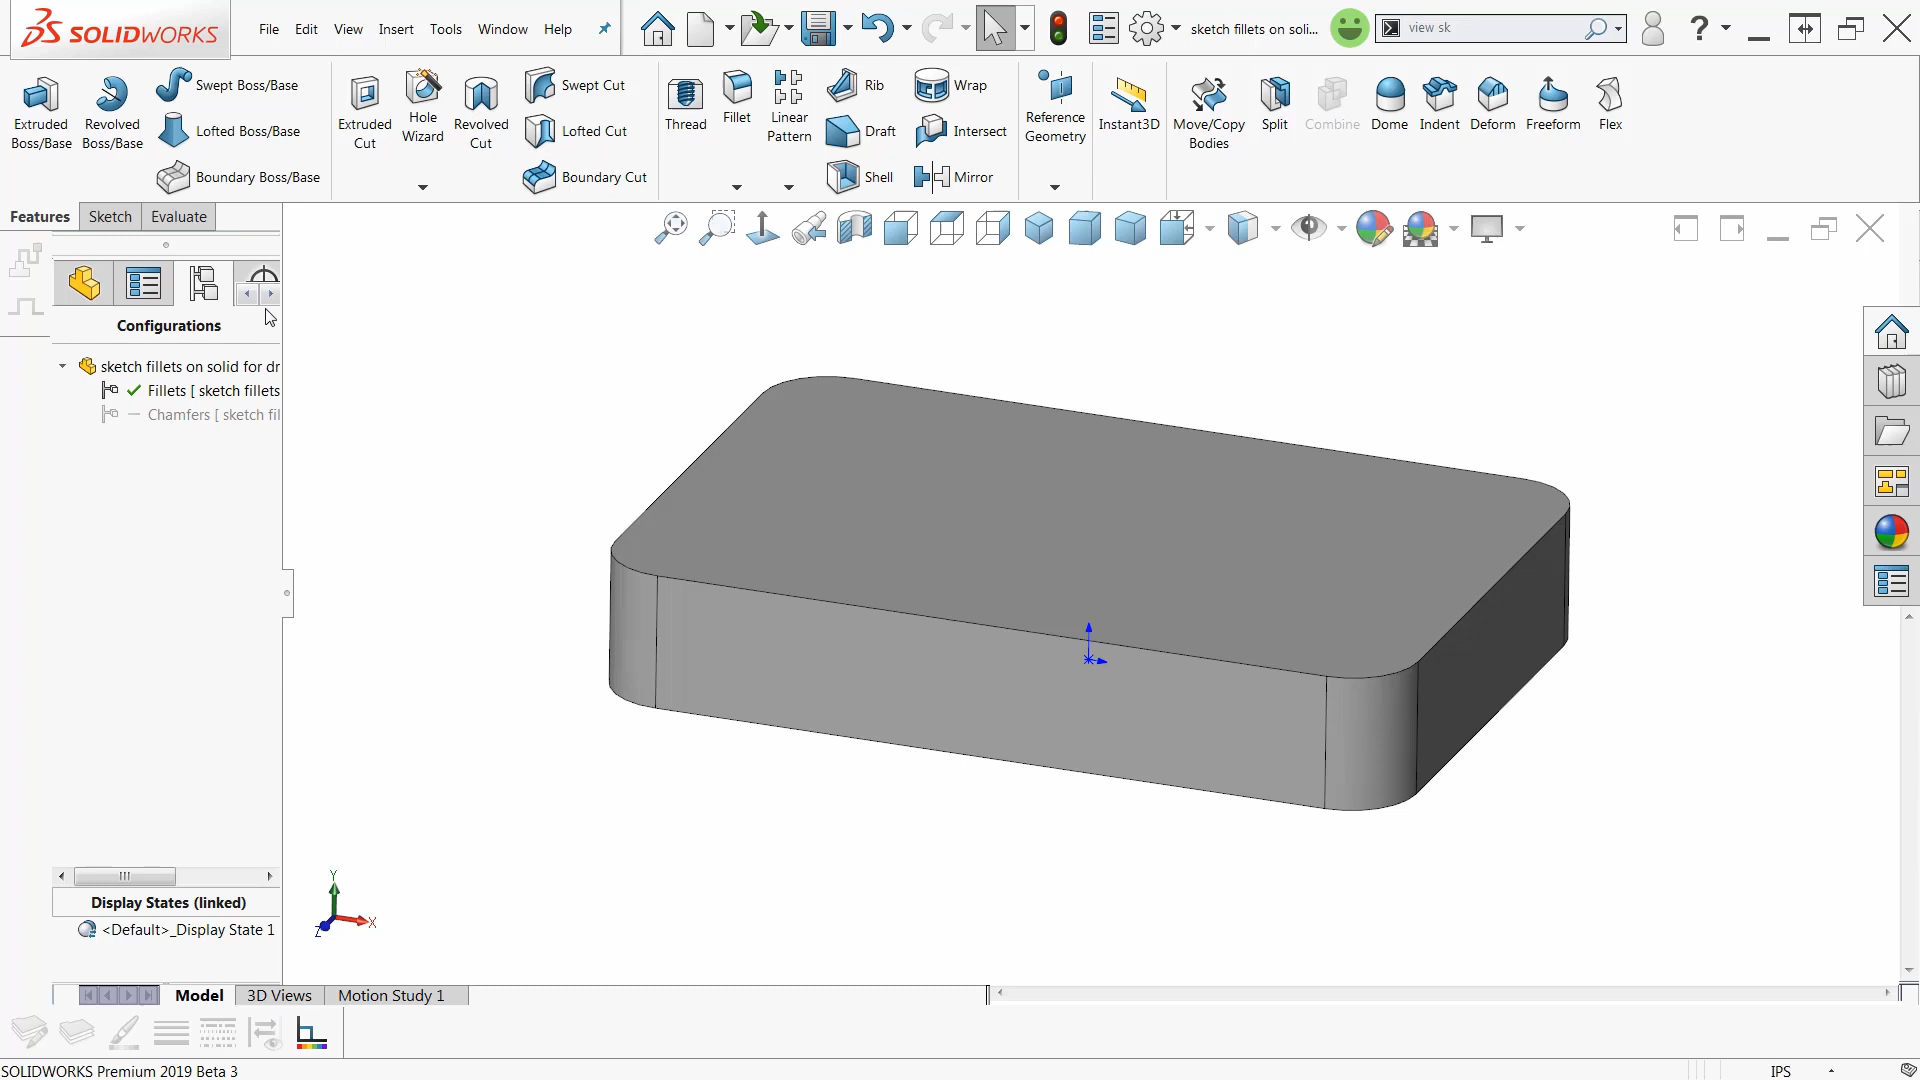 SOLIDWORKS
File Edit View Insert Tools Window Help
sketch fillets on soli...
view sk
Extruded Boss/Base
Revolved Boss/Base
Swept Boss/Base
Lofted Boss/Base
Boundary Boss/Base
Extruded Cut
Hole Wizard
Revolved Cut
Swept Cut
Lofted Cut
Boundary Cut
Thread
Fillet
Linear Pattern
Rib
Draft
Shell
Wrap
Intersect
Mirror
Reference Geometry
Instant3D
Move/Copy Bodies
Split
Combine
Dome
Indent
Deform
Freeform
Flex
Features Sketch Evaluate
Configurations
sketch fillets on solid for dr
Fillets [ sketch fillets
Chamfers [ sketch fil
Display States (linked)
<Default>_Display State 1
Y
X
Z
Model 3D Views Motion Study 1
SOLIDWORKS Premium 2019 Beta 3
IPS